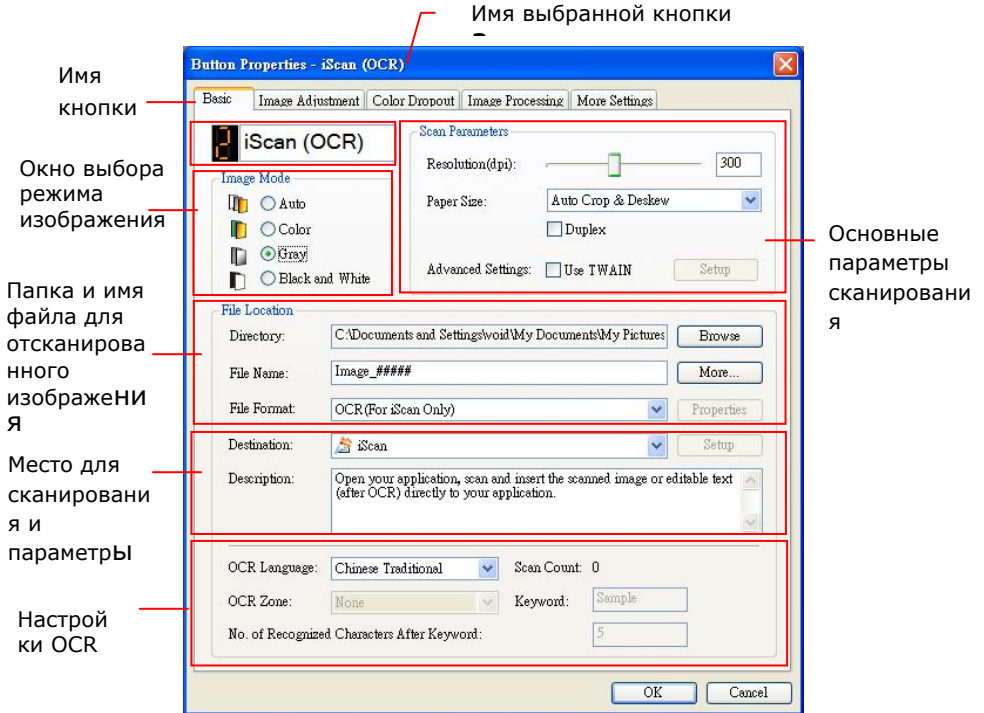 Имя выбранной кнопки
Button Properties - iScan (OCR)
Имя
кнопки
Basic Image Adjustment Color Dropout Image Processing More Settings
2 iScan (OCR)
Окно выбора
режима
изображения
Image Mode
Auto
Color
Gray
Black and White
Scan Parameters
Resolution(dpi): 300
Paper Size: Auto Crop & Deskew
Duplex
Advanced Settings: Use TWAIN Setup
Основные
параметры
сканировани
я
Папка и имя
файла для
отсканирова
нного
изображения
я
File Location
Directory: C:\Documents and Settings\void\My Documents\My Pictures Browse
File Name: Image_##### More...
File Format: OCR(For iScan Only) Properties
Место для
сканировани
я и
параметры
Destination: iScan Setup
Description: Open your application, scan and insert the scanned image or editable text
(after OCR) directly to your application.
Настрой
ки OCR
OCR Language: Chinese Traditional Scan Count: 0
OCR Zone: None Keyword: Sample
No. of Recognized Characters After Keyword: 5
OK Cancel